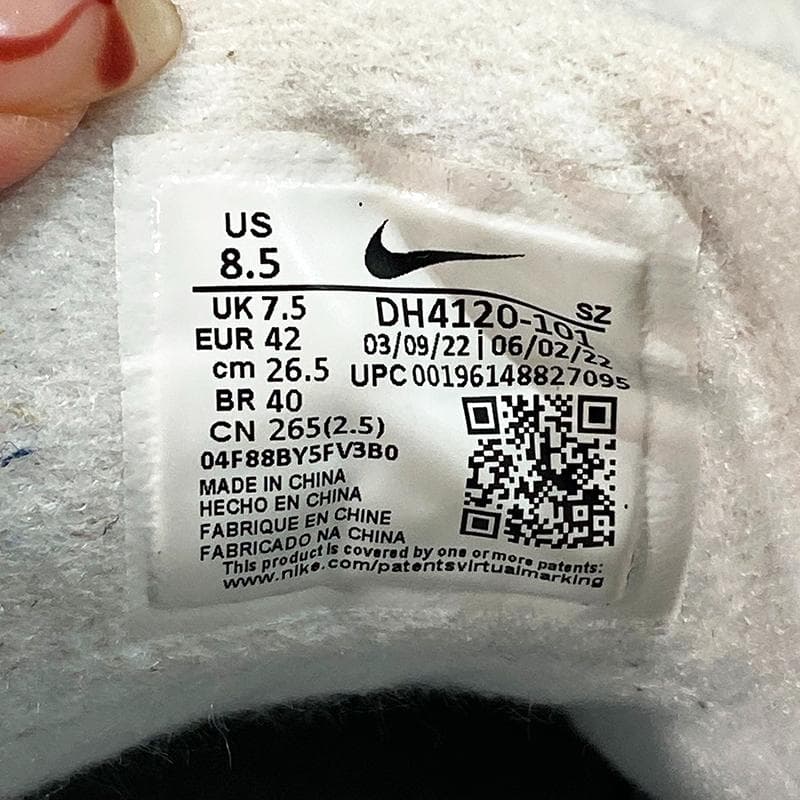 US
8.5
SZ
UK 7.5
DH4120-101
EUR 42
03/09/22 | 06/02/22
cm 26.5
UPC 00196148827095
BR 40
CN 265(2.5)
04F88BY5FV3B0
MADE IN CHINA
HECHO EN CHINA
FABRIQUE EN CHINE
FABRICADO NA CHINA
This product is covered by one or more patents:
www.nike.com/patentsvirtualmarking